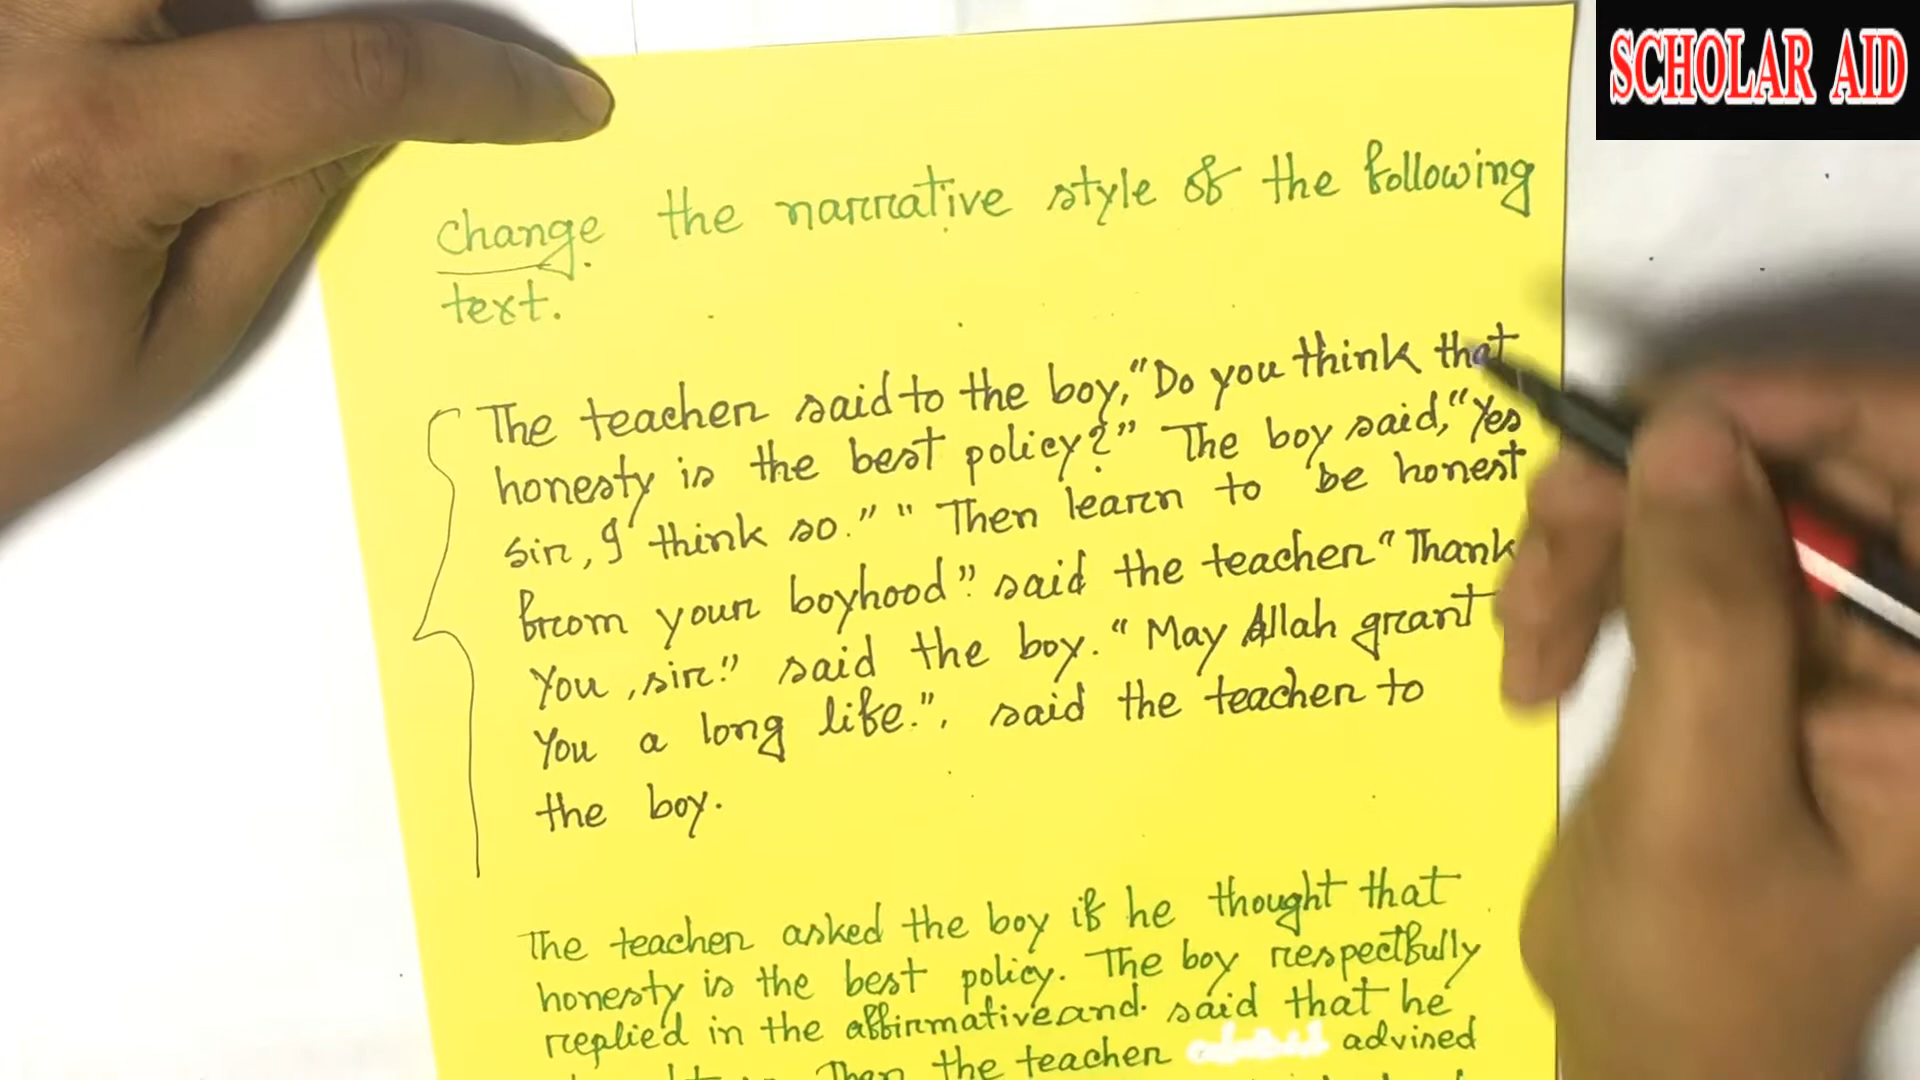 SCHOLAR AID
Change the narrative style of the following
text.
The teacher said to the boy, "Do you think that
honesty is the best policy?" The boy said, "Yes
sir, I think so." "Then learn to be honest
from your boyhood" said the teacher "Thank
You, sir." said the boy. "May Allah grant
You a long life.", said the teacher to
the boy.
The teacher asked the boy if he thought that
honesty is the best policy. The boy respectfully
replied in the affirmative and said that he
Then the teacher advised